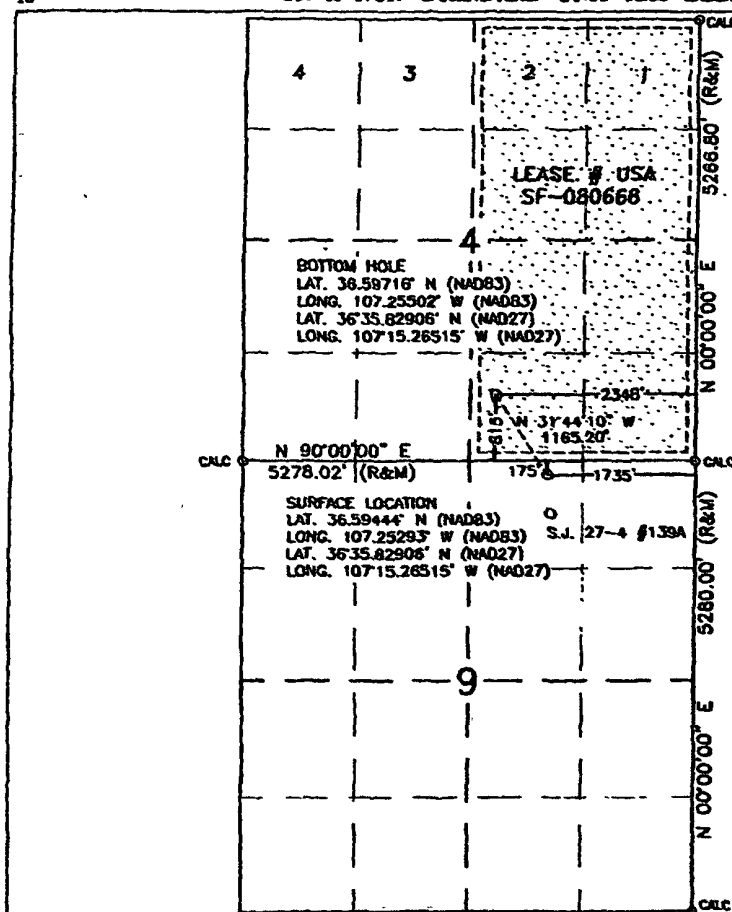 4
3
2
1
CALC
5266.80' (R&M)
LEASE # USA
SF-080668
4
BOTTOM HOLE
LAT. 36.59716° N (NAD83)
LONG. 107.25502° W (NAD83)
LAT. 36°35.82906' N (NAD27)
LONG. 107°15.26515' W (NAD27)
N 00°00'00" E
2348'
815'
N 31°44'10" W
1165.20'
CALC
N 90°00'00" E
5278.02' (R&M)
175'
1735'
CALC
SURFACE LOCATION
LAT. 36.59444° N (NAD83)
LONG. 107.25293° W (NAD83)
LAT. 36°35.82906' N (NAD27)
LONG. 107°15.26515' W (NAD27)
S.J. 27-4 #139A
5280.00' (R&M)
9
N 00°00'00" E
CALC